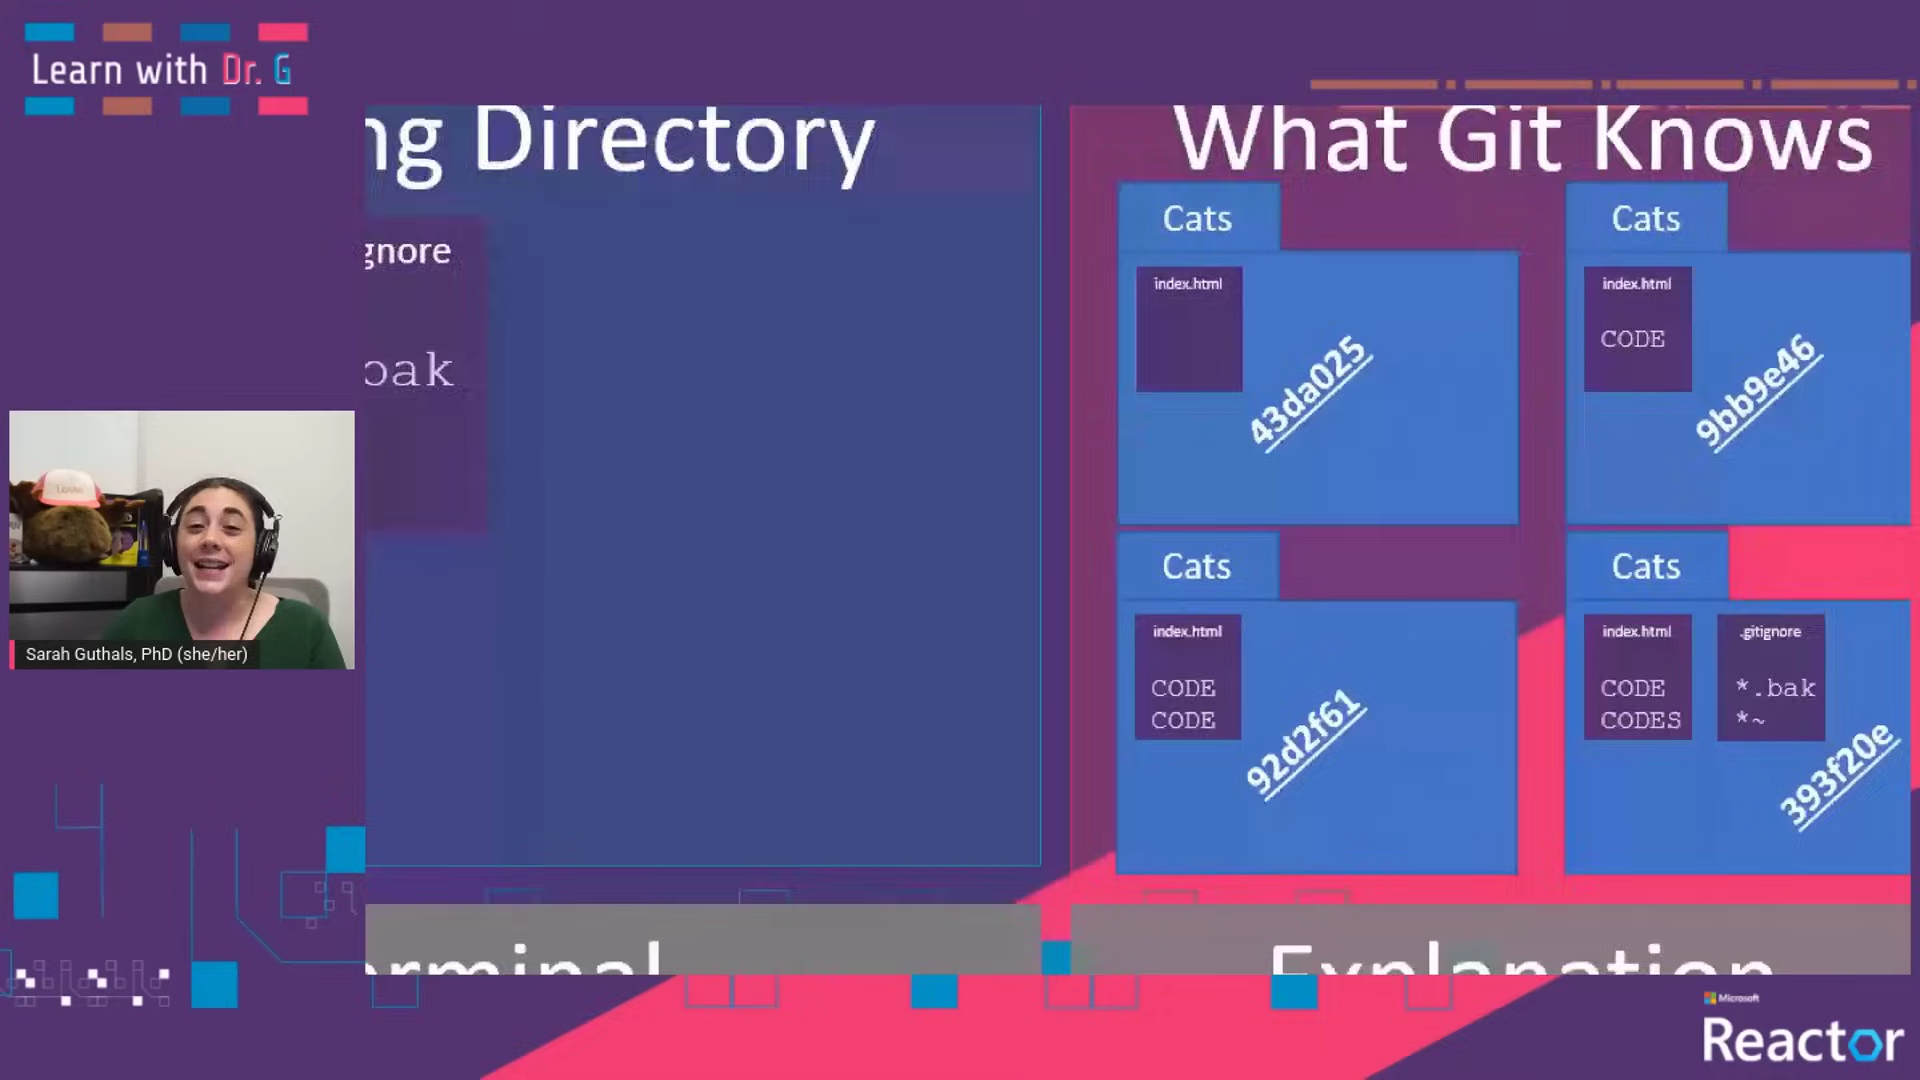 Learn with Dr. G
ng Directory
gnore
bak
What Git Knows
Cats
index.html
43da025
Cats
index.html
CODE
9bb9e46
Cats
index.html
CODE
CODE
92d2f61
Cats
index.html
CODE
CODES
.gitignore
*.bak
*~
393f20e
Sarah Guthals, PhD (she/her)
erminal
Explanation
Microsoft
Reactor